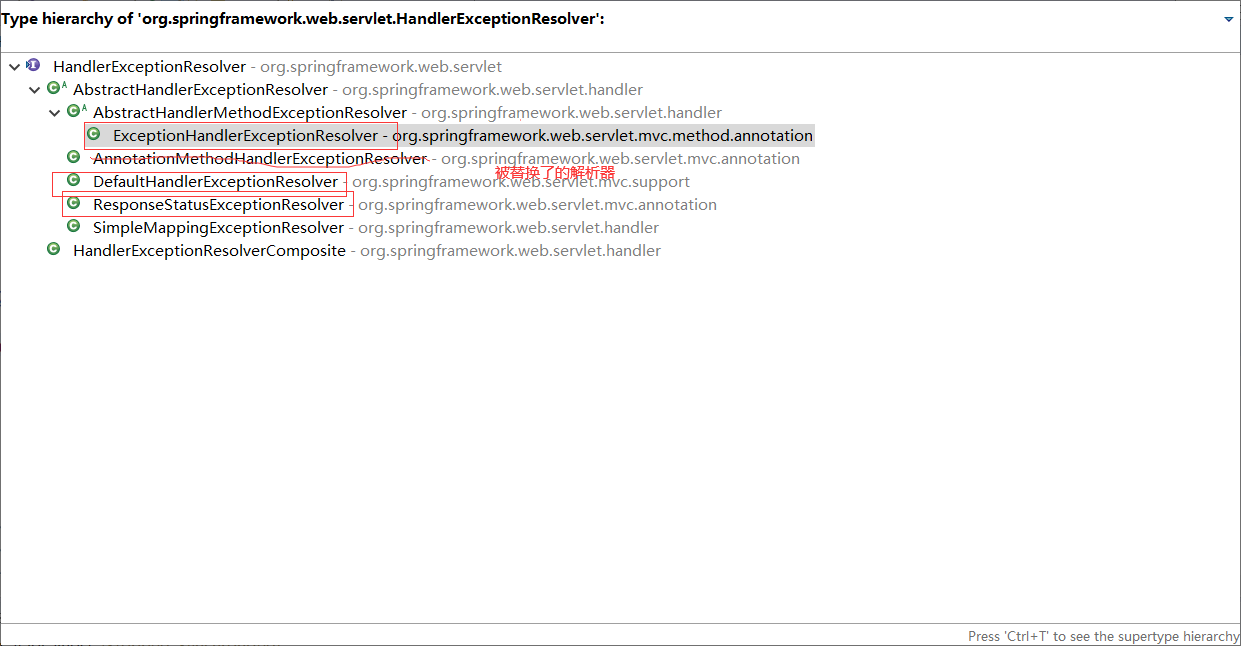 Type hierarchy of 'org.springframework.web.servlet.HandlerExceptionResolver':
HandlerExceptionResolver - org.springframework.web.servlet
AbstractHandlerExceptionResolver - org.springframework.web.servlet.handler
AbstractHandlerMethodExceptionResolver - org.springframework.web.servlet.handler
ExceptionHandlerExceptionResolver - org.springframework.web.servlet.mvc.method.annotation
AnnotationMethodHandlerExceptionResolver - org.springframework.web.servlet.mvc.annotation
被替换了的解析器
DefaultHandlerExceptionResolver - org.springframework.web.servlet.mvc.support
ResponseStatusExceptionResolver - org.springframework.web.servlet.mvc.annotation
SimpleMappingExceptionResolver - org.springframework.web.servlet.handler
HandlerExceptionResolverComposite - org.springframework.web.servlet.handler
Press 'Ctrl+T' to see the supertype hierarchy